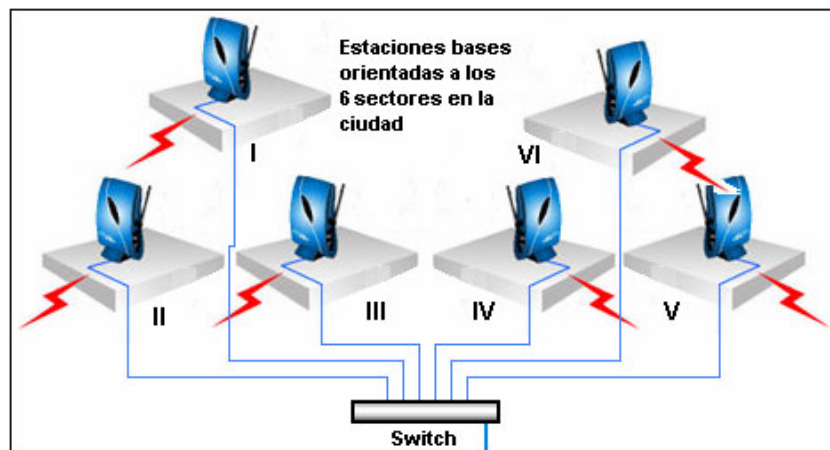 Estaciones bases
orientadas a los
6 sectores en la
ciudad
I
VI
II
III
IV
V
Switch